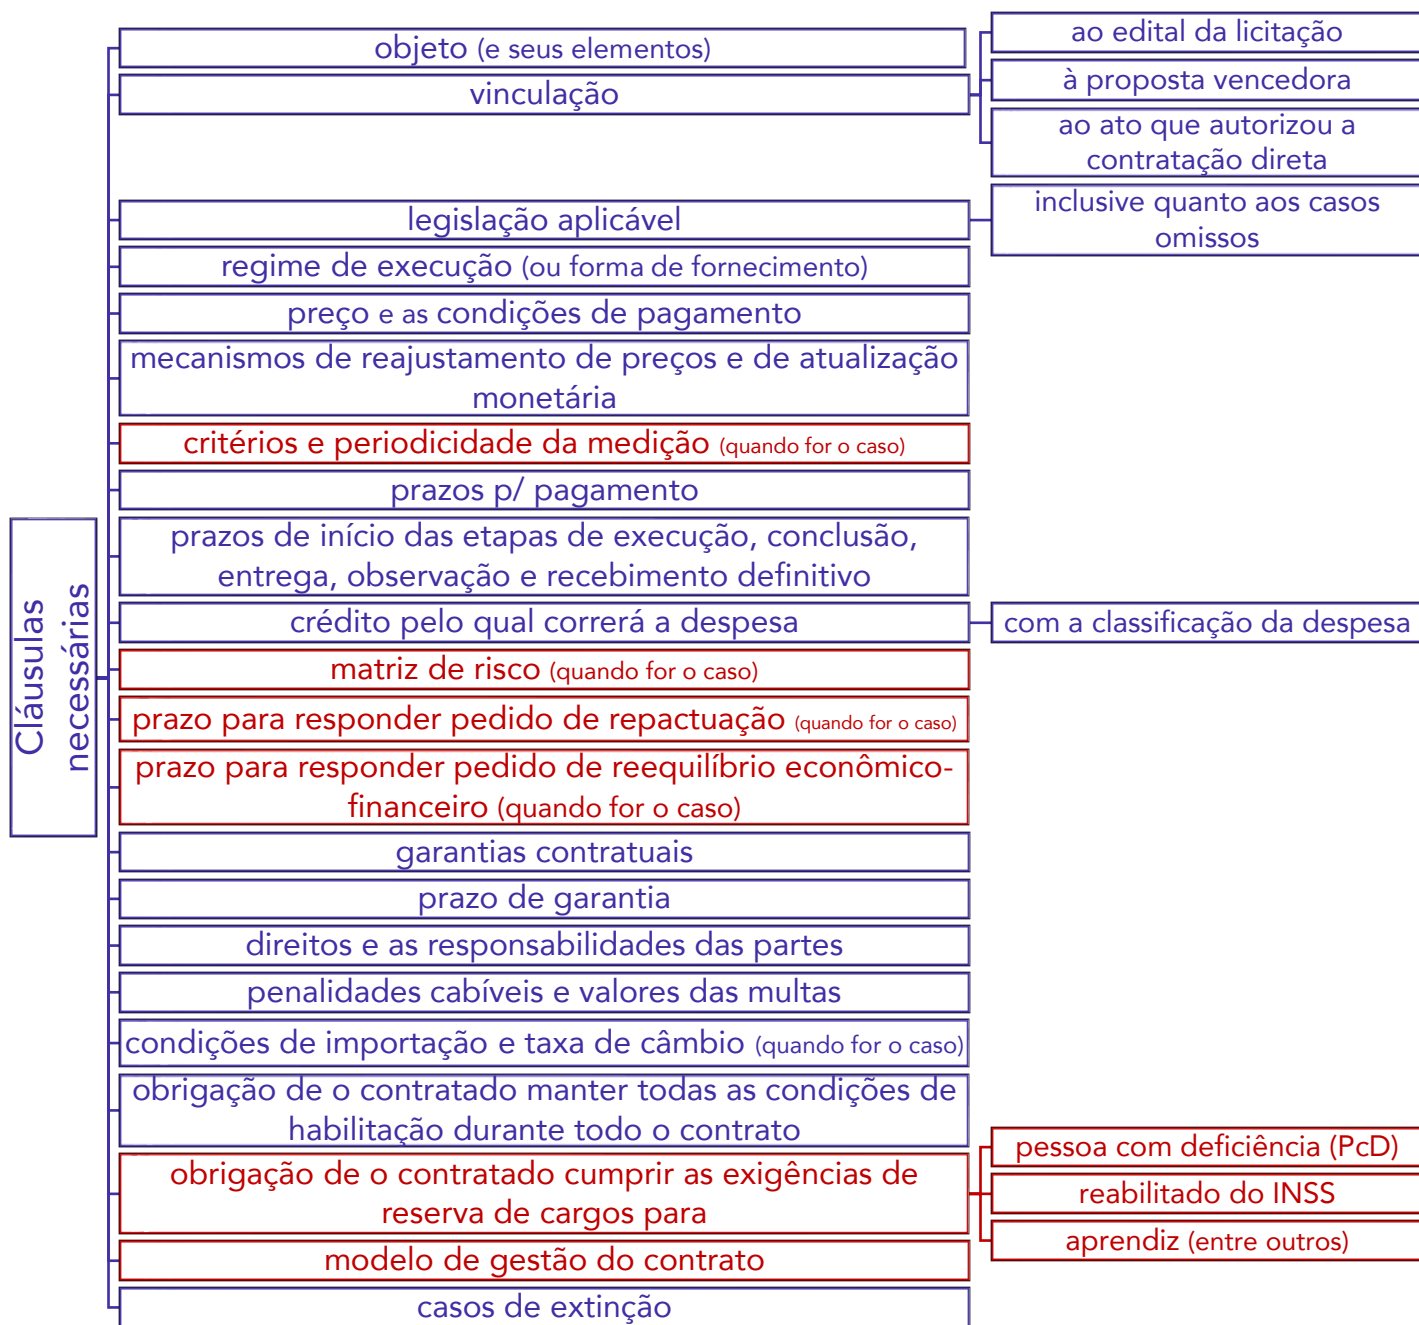 Cláusulas
necessárias
objeto (e seus elementos)
vinculação
ao edital da licitação
à proposta vencedora
ao ato que autorizou a
contratação direta
legislação aplicável
inclusive quanto aos casos
omissos
regime de execução (ou forma de fornecimento)
preço e as condições de pagamento
mecanismos de reajustamento de preços e de atualização
monetária
critérios e periodicidade da medição (quando for o caso)
prazos p/ pagamento
prazos de início das etapas de execução, conclusão,
entrega, observação e recebimento definitivo
crédito pelo qual correrá a despesa
com a classificação da despesa
matriz de risco (quando for o caso)
prazo para responder pedido de repactuação (quando for o caso)
prazo para responder pedido de reequilíbrio econômico-
financeiro (quando for o caso)
garantias contratuais
prazo de garantia
direitos e as responsabilidades das partes
penalidades cabíveis e valores das multas
condições de importação e taxa de câmbio (quando for o caso)
obrigação de o contratado manter todas as condições de
habilitação durante todo o contrato
obrigação de o contratado cumprir as exigências de
reserva de cargos para
pessoa com deficiência (PcD)
reabilitado do INSS
aprendiz (entre outros)
modelo de gestão do contrato
casos de extinção